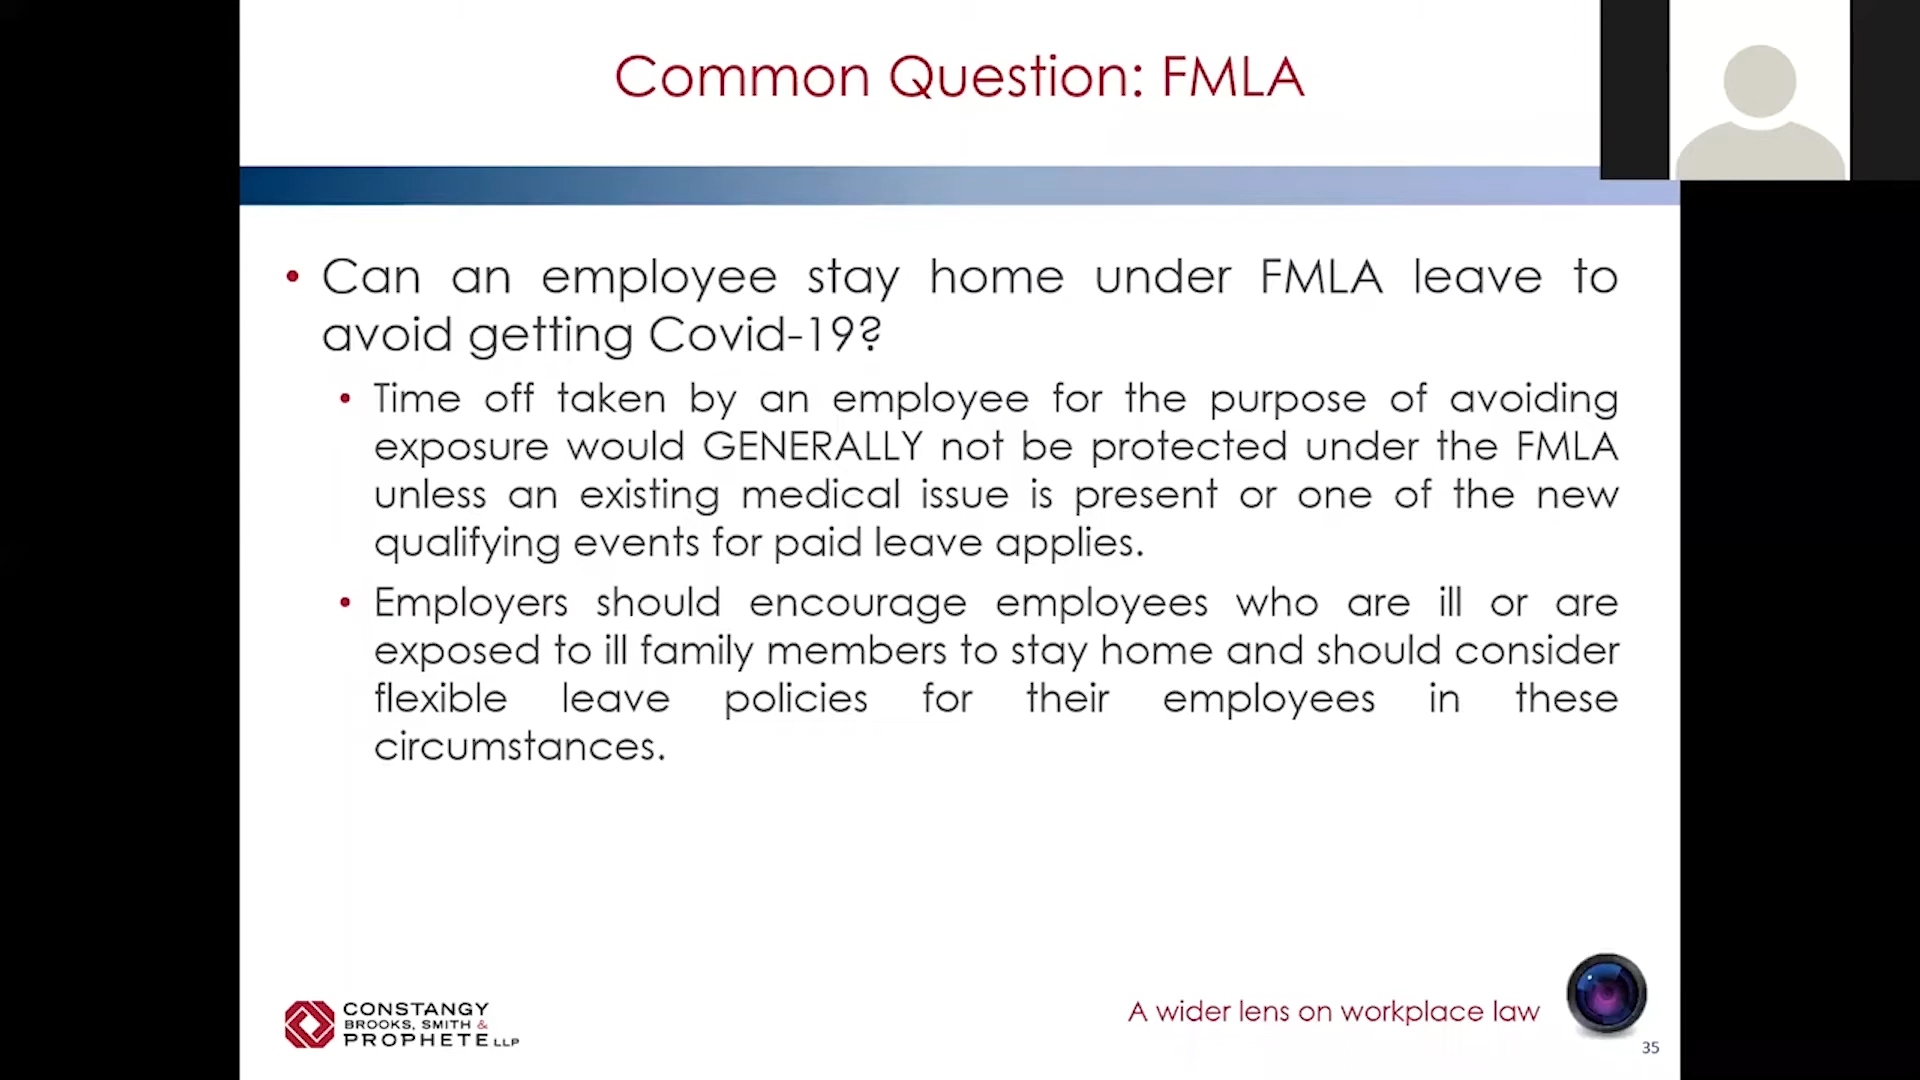 Common Question: FMLA
• Can an employee stay home under FMLA leave to
avoid getting Covid-19?
• Time off taken by an employee for the purpose of avoiding
exposure would GENERALLY not be protected under the FMLA
unless an existing medical issue is present or one of the new
qualifying events for paid leave applies.
• Employers should encourage employees who are ill or are
exposed to ill family members to stay home and should consider
flexible leave policies for their employees in these
circumstances.
CONSTANGY
BROOKS, SMITH &
PROPHETE LLP
A wider lens on workplace law
35